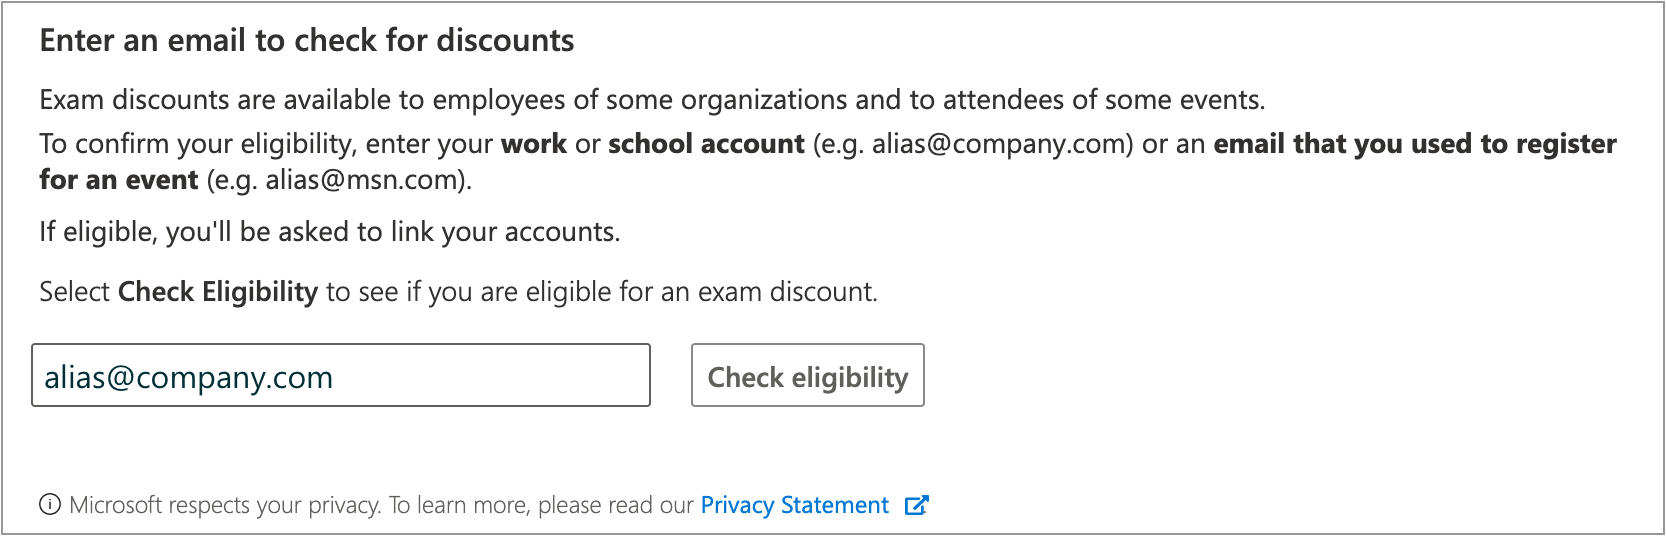 Enter an email to check for discounts
Exam discounts are available to employees of some organizations and to attendees of some events.
To confirm your eligibility, enter your work or school account (e.g. alias@company.com) or an email that you used to register
for an event (e.g. alias@msn.com).
If eligible, you'll be asked to link your accounts.
Select Check Eligibility to see if you are eligible for an exam discount.
alias@company.com
Check eligibility
Microsoft respects your privacy. To learn more, please read our Privacy Statement